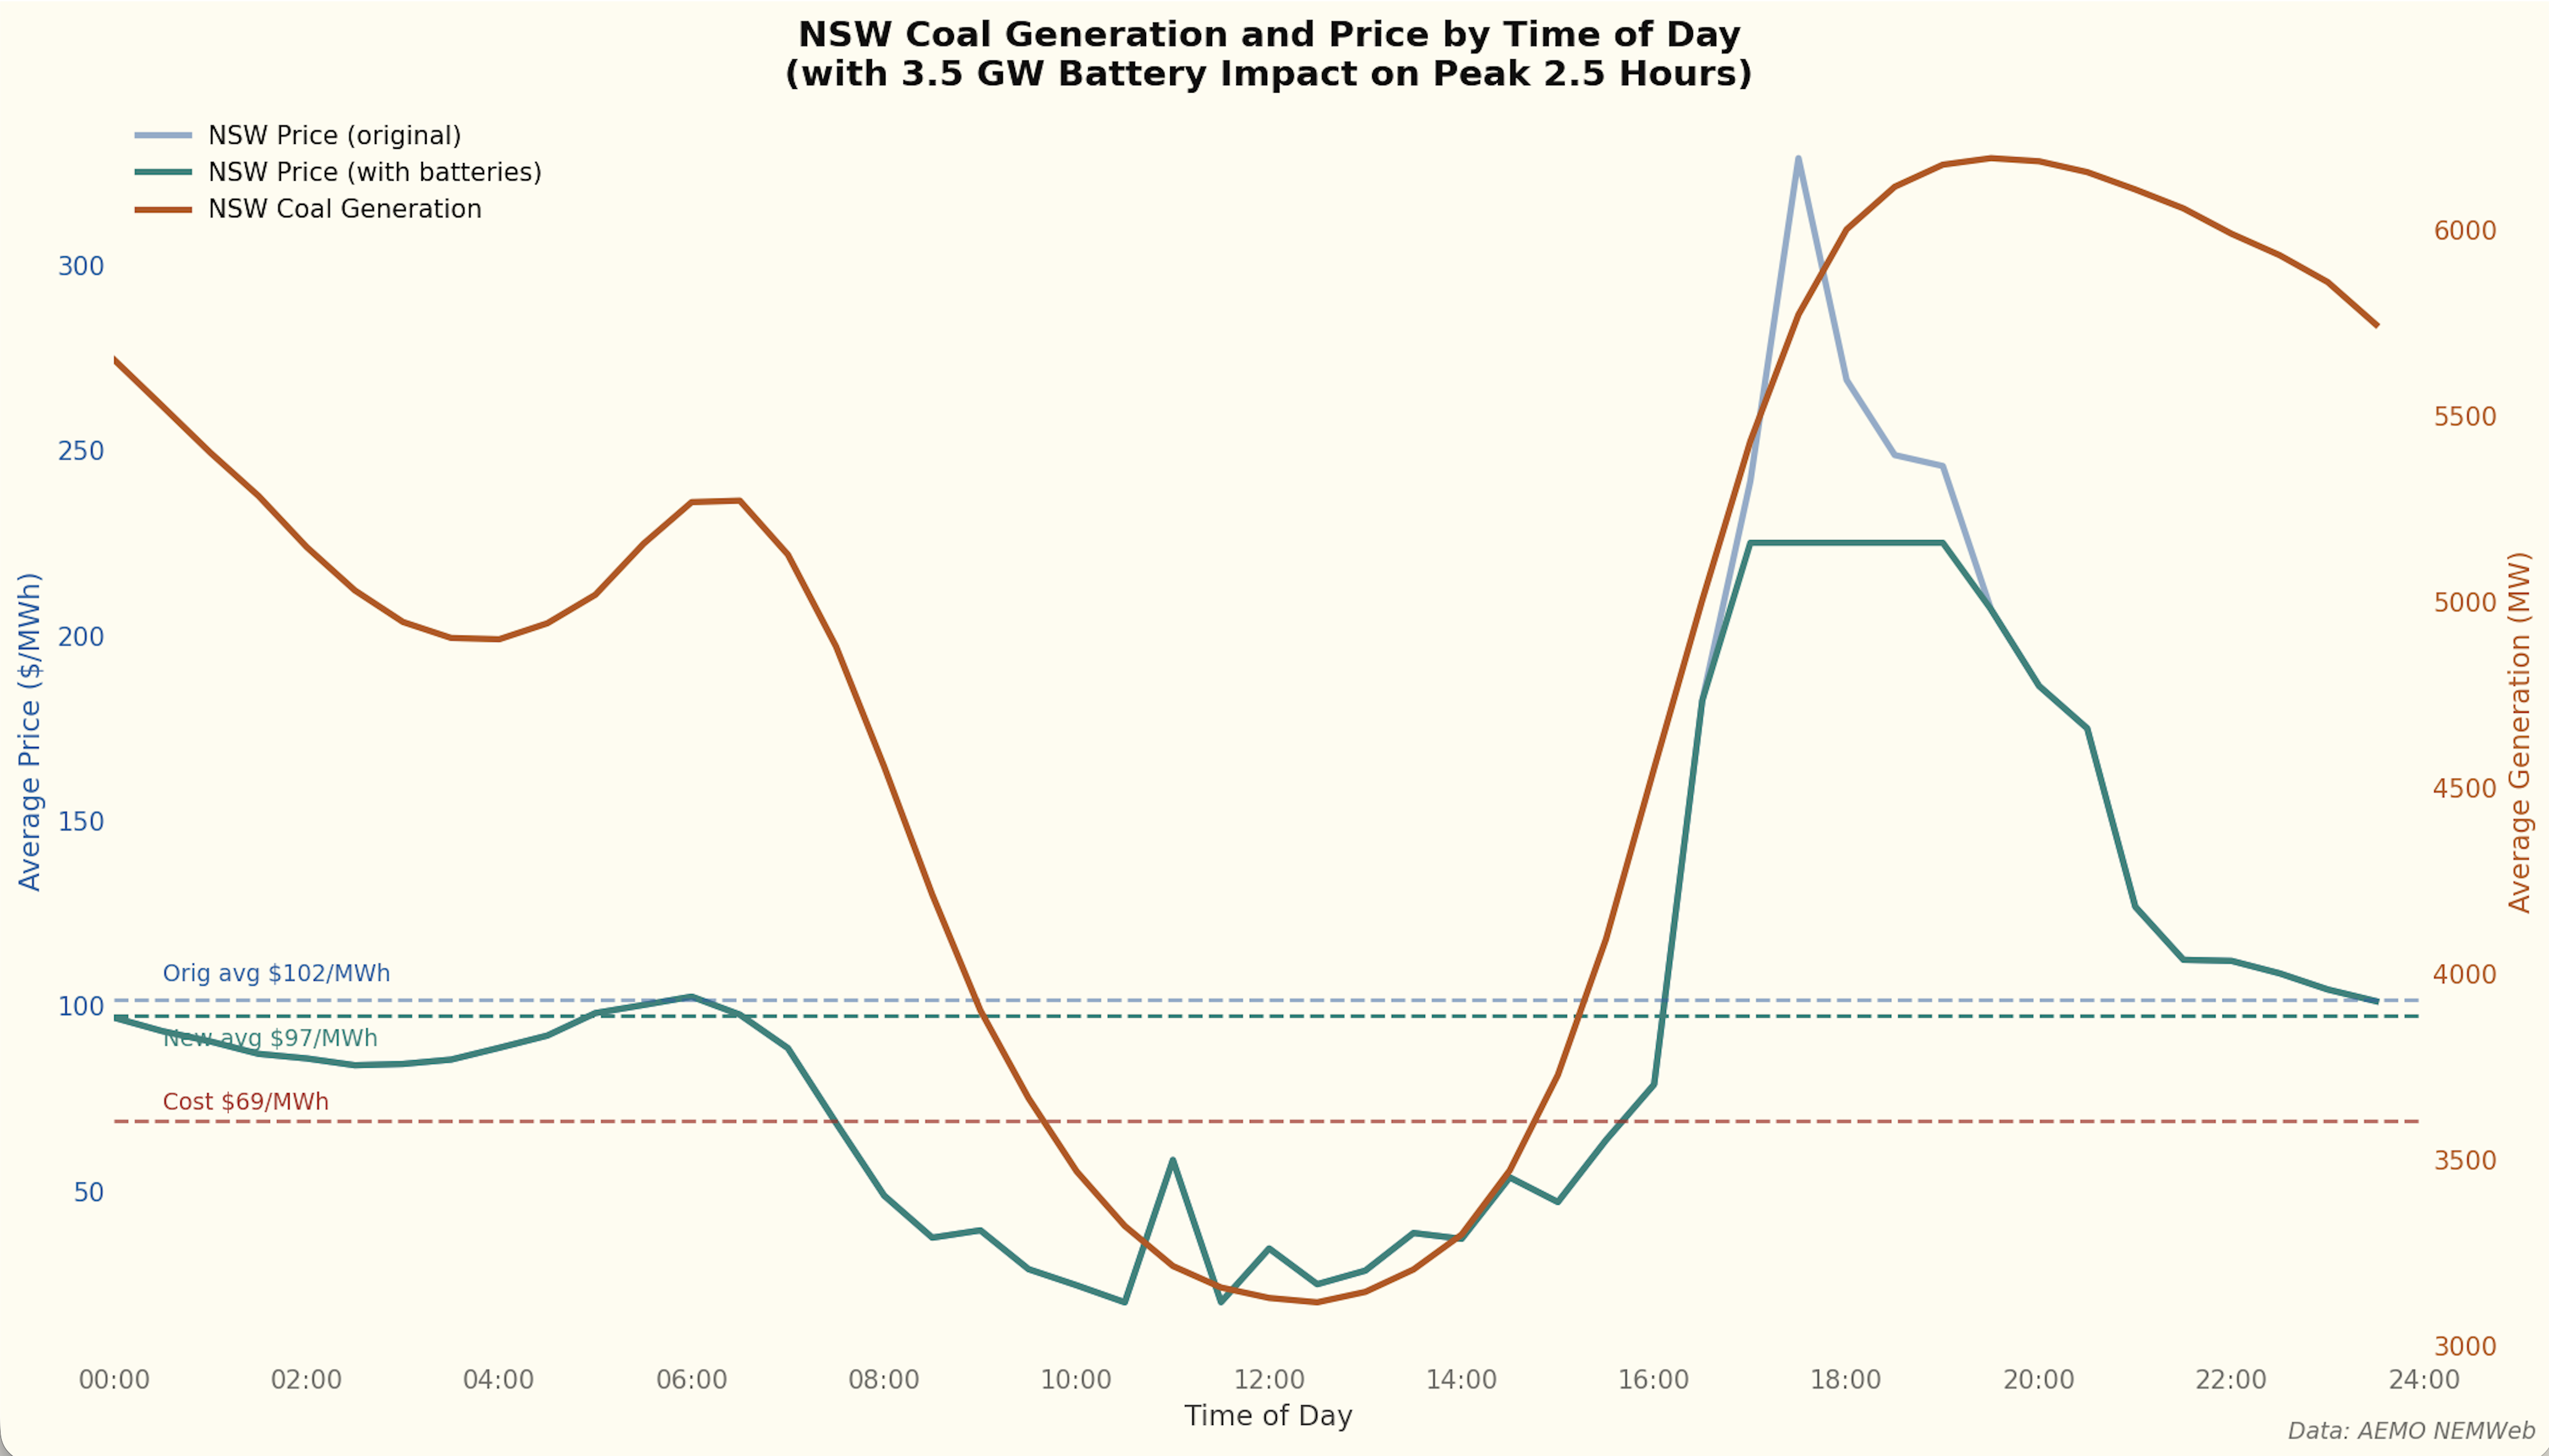 NSW Coal Generation and Price by Time of Day
(with 3.5 GW Battery Impact on Peak 2.5 Hours)
NSW Price (original)
NSW Price (with batteries)
NSW Coal Generation
Average Price ($/MWh)
300
250
200
150
100
50
Orig avg $102/MWh
New avg $97/MWh
Cost $69/MWh
6000
5500
5000
4500
4000
3500
3000
Average Generation (MW)
00:00 02:00 04:00 06:00 08:00 10:00 12:00 14:00 16:00 18:00 20:00 22:00 24:00
Time of Day
Data: AEMO NEMWeb